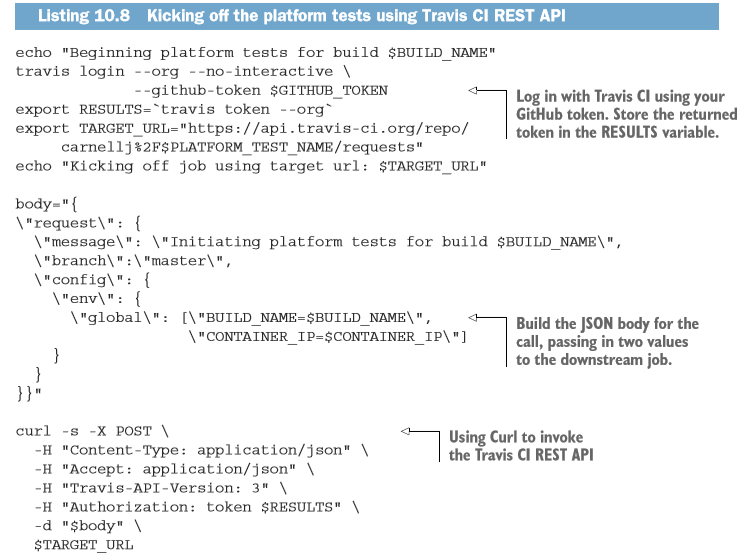 Listing 10.8 Kicking off the platform tests using Travis CI REST API
echo "Beginning platform tests for build $BUILD_NAME"
travis login --org --no-interactive \
             --github-token $GITHUB_TOKEN
Log in with Travis CI using your
GitHub token. Store the returned
token in the RESULTS variable.
export RESULTS=`travis token --org`
export TARGET_URL="https://api.travis-ci.org/repo/
     carnellj%2F$PLATFORM_TEST_NAME/requests"
echo "Kicking off job using target url: $TARGET_URL"
body="{
\"request\": {
  \"message\": \"Initiating platform tests for build $BUILD_NAME\",
  \"branch\":\"master\",
  \"config\": {
    \"env\": {
      \"global\": [\"BUILD_NAME=$BUILD_NAME\",
                   \"CONTAINER_IP=$CONTAINER_IP\"]
Build the JSON body for the
call, passing in two values
to the downstream job.
    }
  }
}}"
curl -s -X POST \
Using Curl to invoke
the Travis CI REST API
  -H "Content-Type: application/json" \
  -H "Accept: application/json" \
  -H "Travis-API-Version: 3" \
  -H "Authorization: token $RESULTS" \
  -d "$body" \
  $TARGET_URL